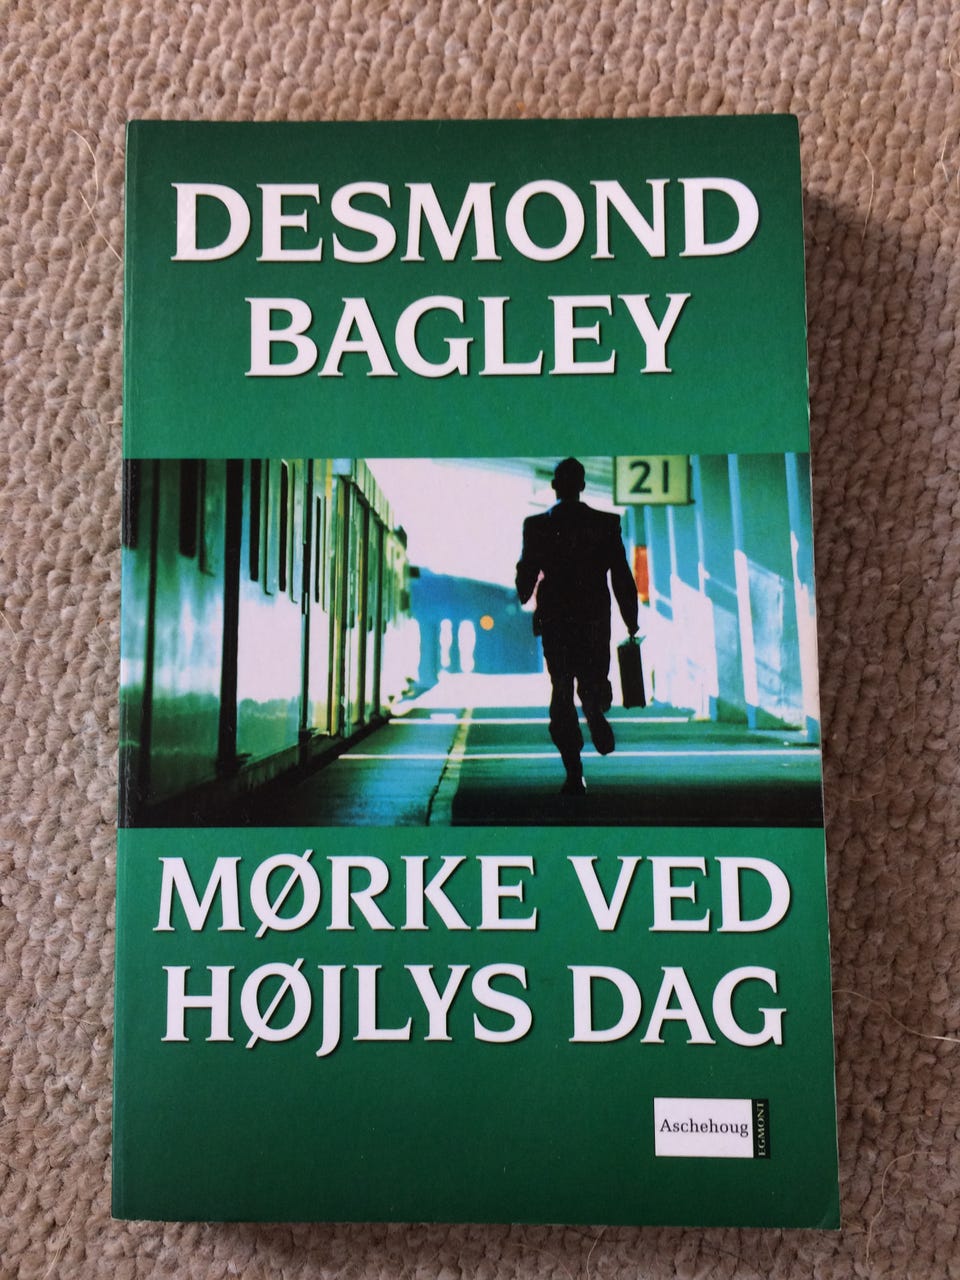 DESMOND
BAGLEY
21
MØRKE VED
HØJLYS DAG
Aschehoug
EGMONT